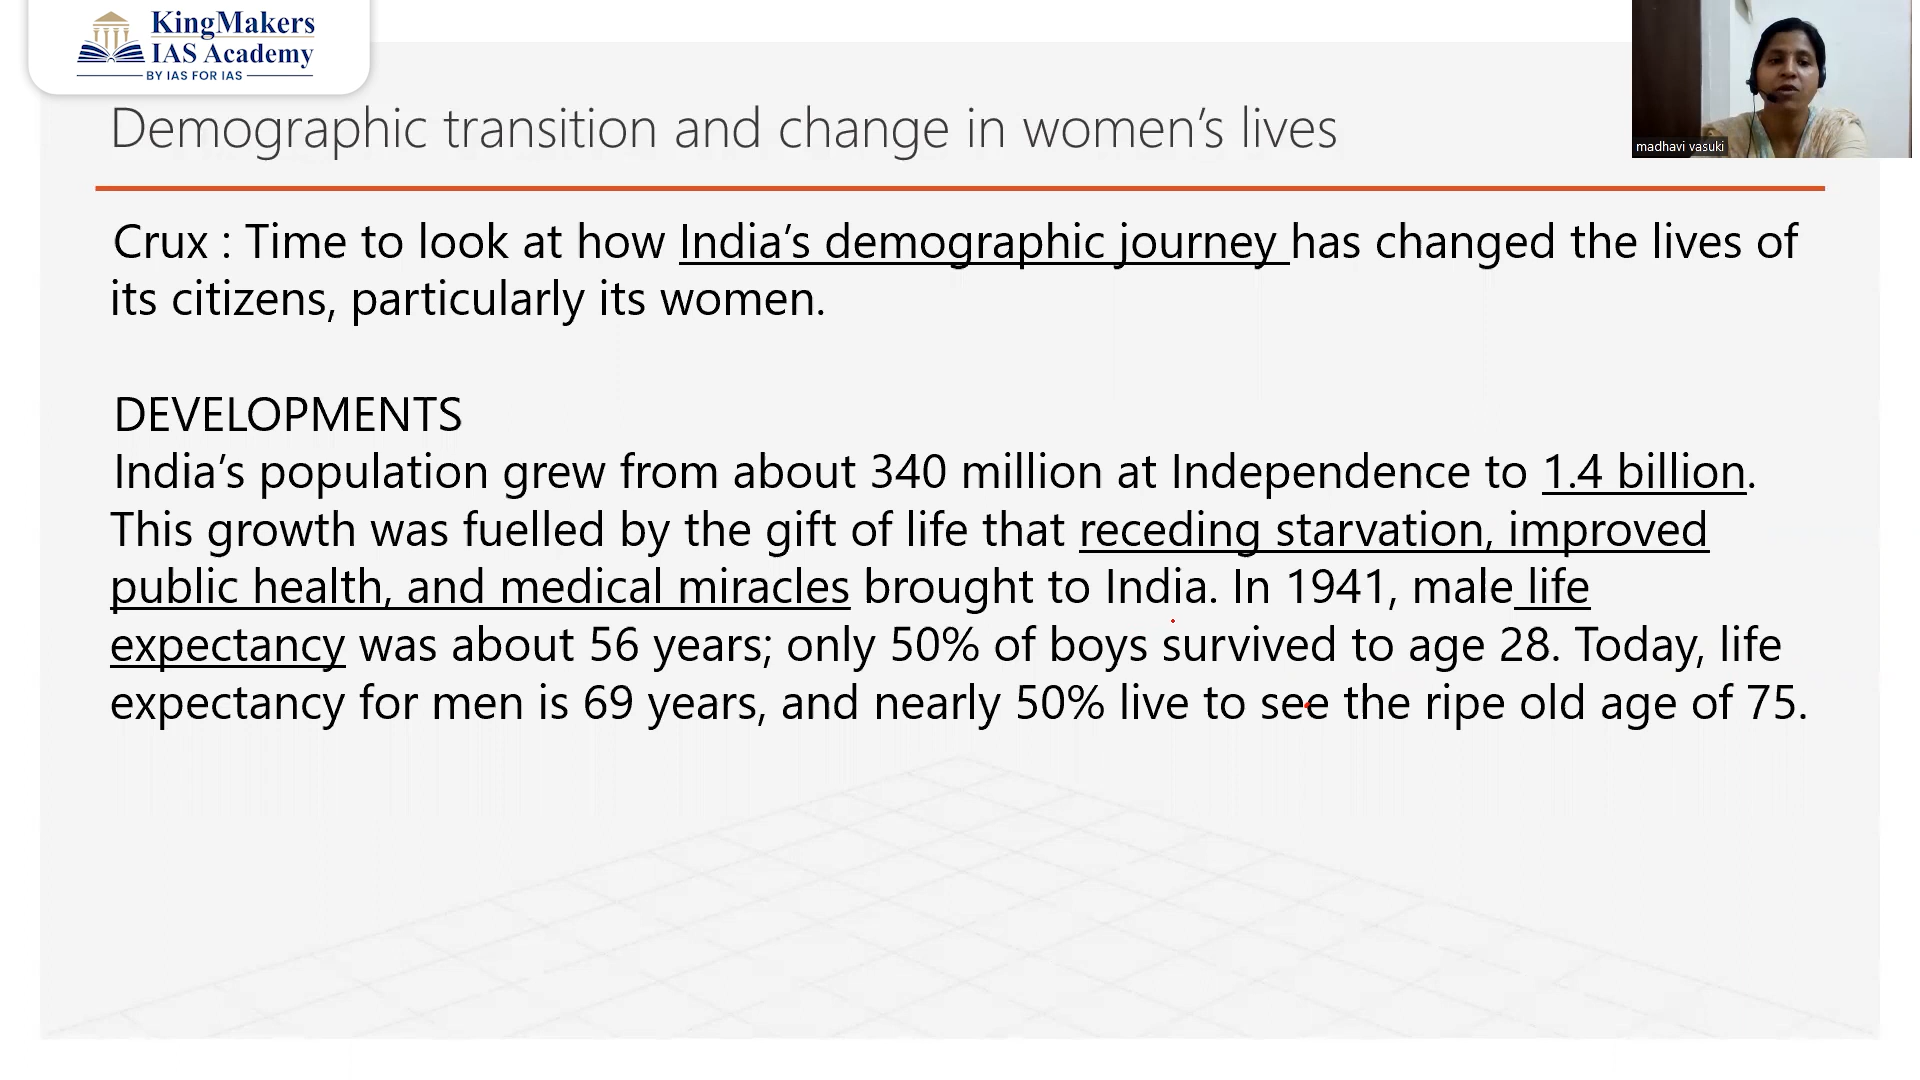 KingMakers
IAS Academy
BY IAS FOR IAS
madhavi vasuki
Demographic transition and change in women’s lives
Crux : Time to look at how India’s demographic journey has changed the lives of
its citizens, particularly its women.
DEVELOPMENTS
India’s population grew from about 340 million at Independence to 1.4 billion.
This growth was fuelled by the gift of life that receding starvation, improved
public health, and medical miracles brought to India. In 1941, male life
expectancy was about 56 years; only 50% of boys survived to age 28. Today, life
expectancy for men is 69 years, and nearly 50% live to see the ripe old age of 75.